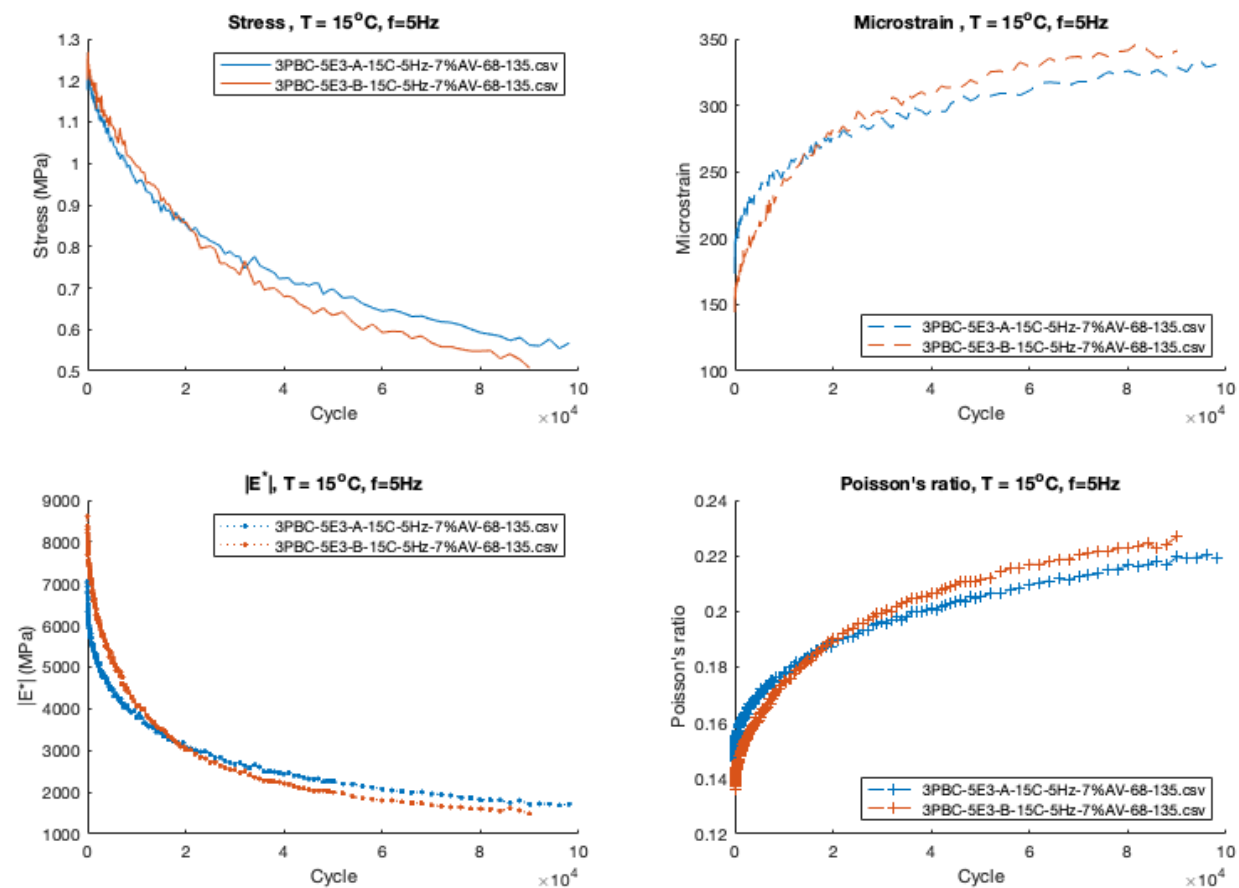 Stress , T = 15°C, f=5Hz
1.3
1.2
1.1
1
0.9
0.8
0.7
0.6
0.5
Stress (MPa)
3PBC-5E3-A-15C-5Hz-7%AV-68-135.csv
3PBC-5E3-B-15C-5Hz-7%AV-68-135.csv
0 2 4 6 8 10
Cycle
×10⁴
Microstrain , T = 15°C, f=5Hz
350
300
250
200
150
100
Microstrain
3PBC-5E3-A-15C-5Hz-7%AV-68-135.csv
3PBC-5E3-B-15C-5Hz-7%AV-68-135.csv
0 2 4 6 8 10
Cycle
×10⁴
|E*|, T = 15°C, f=5Hz
9000
8000
7000
6000
5000
4000
3000
2000
1000
|E*| (MPa)
3PBC-5E3-A-15C-5Hz-7%AV-68-135.csv
3PBC-5E3-B-15C-5Hz-7%AV-68-135.csv
0 2 4 6 8 10
Cycle
×10⁴
Poisson's ratio, T = 15°C, f=5Hz
0.24
0.22
0.2
0.18
0.16
0.14
0.12
Poisson's ratio
3PBC-5E3-A-15C-5Hz-7%AV-68-135.csv
3PBC-5E3-B-15C-5Hz-7%AV-68-135.csv
0 2 4 6 8 10
Cycle
×10⁴